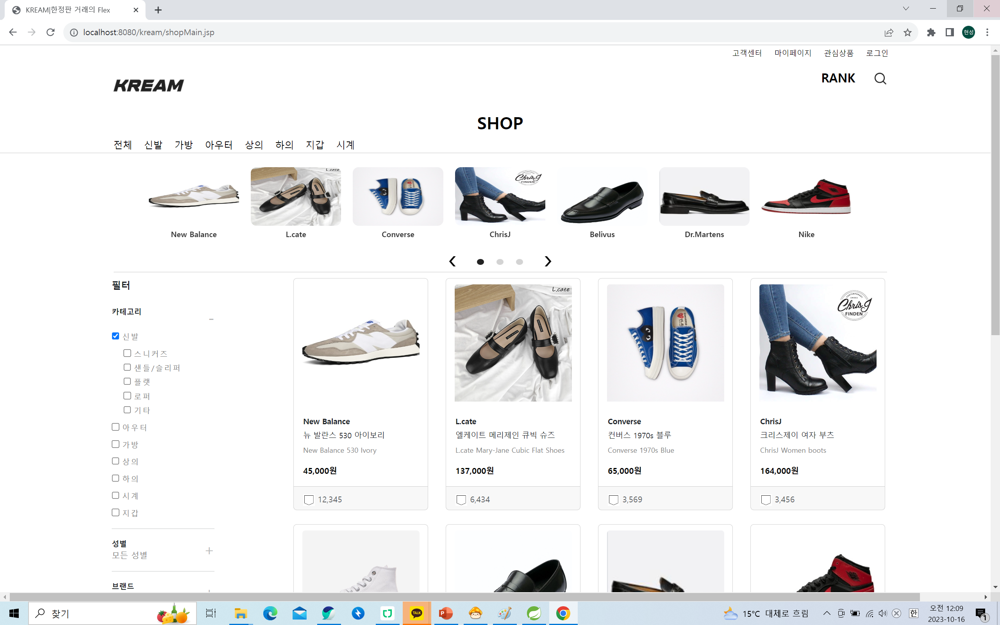 KREAM|한정판 거래의 Flex
localhost:8080/kream/shopMain.jsp
현성
고객센터 마이페이지 관심상품 로그인
KREAM
RANK
SHOP
전체 신발 가방 아우터 상의 하의 지갑 시계
L.cate
Chris J
FINDEN
New Balance L.cate Converse ChrisJ Belivus Dr.Martens Nike
필터
카테고리
신발
스니커즈
샌들/슬리퍼
플랫
로퍼
기타
아우터
가방
상의
하의
시계
지갑
성별
모든 성별
브랜드
L.cate
CONTEMPORARY
SHOES
Chris J
FINDEN
New Balance
뉴 발란스 530 아이보리
New Balance 530 Ivory
45,000원
12,345
L.cate
엘케이트 메리제인 큐빅 슈즈
L.cate Mary-Jane Cubic Flat Shoes
137,000원
6,434
Converse
컨버스 1970s 블루
Converse 1970s Blue
65,000원
3,569
ChrisJ
크리스제이 여자 부츠
ChrisJ Women boots
164,000원
3,456
찾기
TALK
P
15°C 대체로 흐림
한
오전 12:09
2023-10-16
1